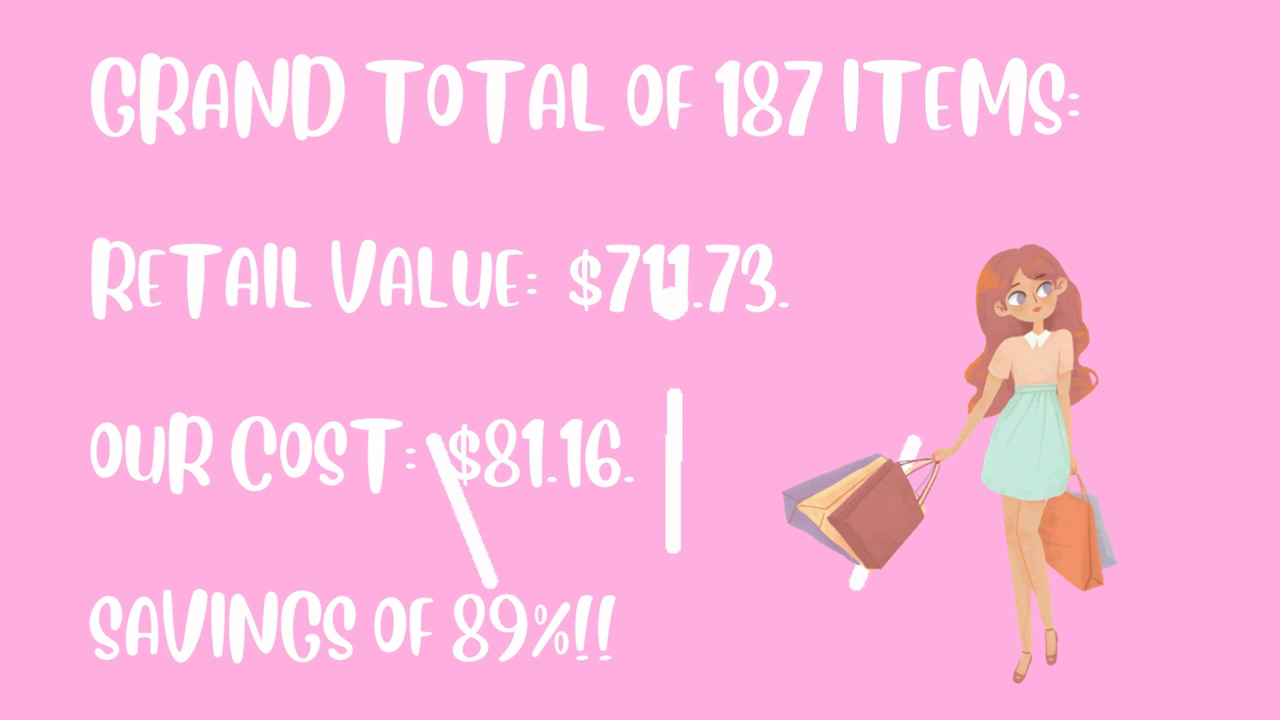 GRAND TOTAL OF 187 ITEMS:
RETAIL VALUE: $711.73.
OUR COST: $81.16.
SAVINGS OF 89%!!